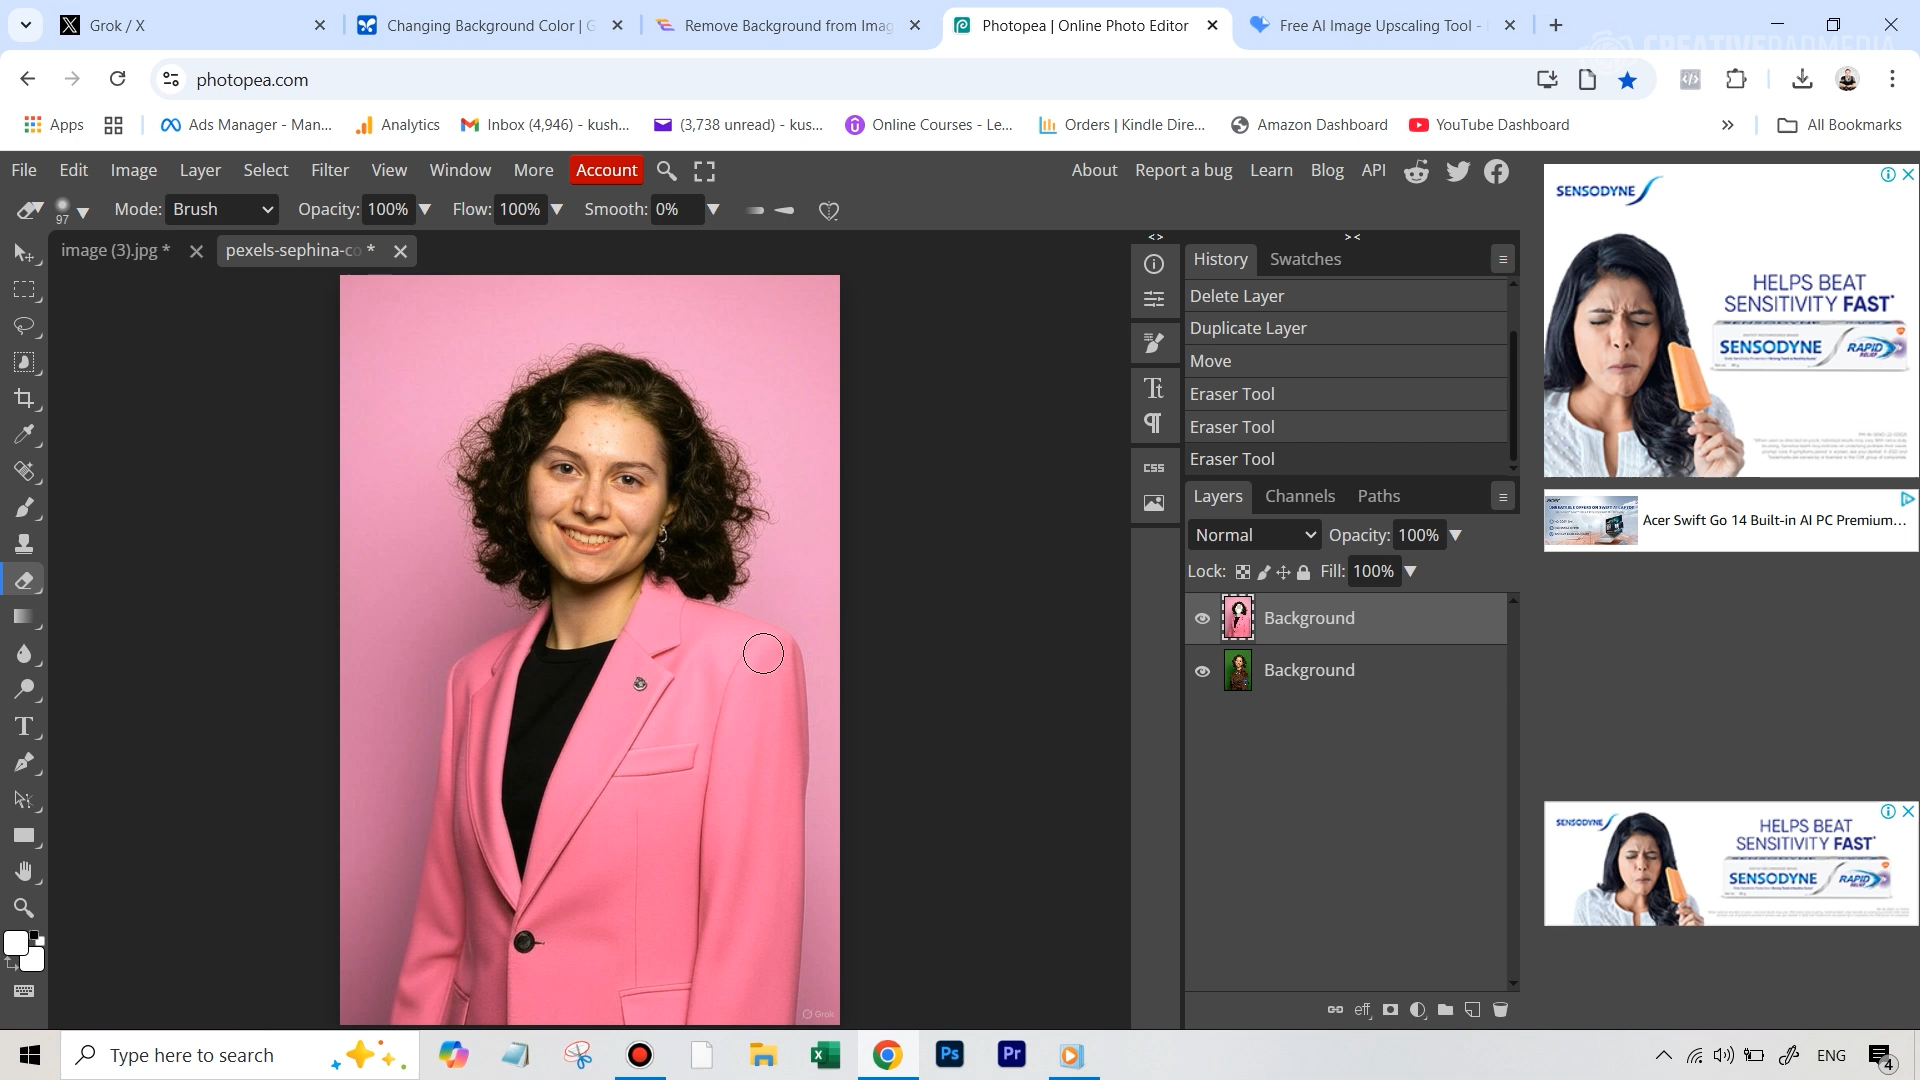 Grok / X
Changing Background Color | G
Remove Background from Imag
Photopea | Online Photo Editor
Free AI Image Upscaling Tool -
CREATIVEPADMEDIA
photopea.com
Apps
Ads Manager - Man...
Analytics
Inbox (4,946) - kush...
(3,738 unread) - kus...
Online Courses - Le...
Orders | Kindle Dire...
Amazon Dashboard
YouTube Dashboard
»
All Bookmarks
File Edit Image Layer Select Filter View Window More Account
About Report a bug Learn Blog API
97 Mode: Brush Opacity: 100% Flow: 100% Smooth: 0%
image (3).jpg *
pexels-sephina-co *
< >
> <
History Swatches
Delete Layer
Duplicate Layer
Move
Eraser Tool
Eraser Tool
Eraser Tool
CSS
Layers Channels Paths
Normal Opacity: 100%
Lock: Fill: 100%
Background
Background
eff
Grok
SENSODYNE
HELPS BEAT
SENSITIVITY FAST*
SENSODYNE RAPID RELIEF
Acer Swift Go 14 Built-in AI PC Premium...
SENSODYNE
HELPS BEAT
SENSITIVITY FAST*
SENSODYNE RAPID
Type here to search
Ps
Pr
ENG
4